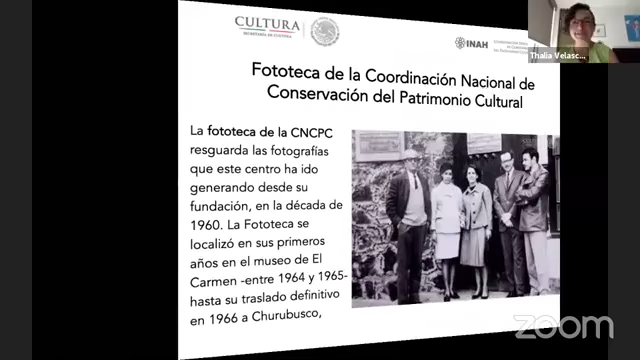 CULTURA
SECRETARÍA DE CULTURA
INAH
Thalia Velasc...
Fototeca de la Coordinación Nacional de
Conservación del Patrimonio Cultural
La fototeca de la CNCPC
resguarda las fotografías
que este centro ha ido
generando desde su
fundación, en la década de
1960. La Fototeca se
localizó en sus primeros
años en el museo de El
Carmen -entre 1964 y 1965-
hasta su traslado definitivo
en 1966 a Churubusco,
zoom